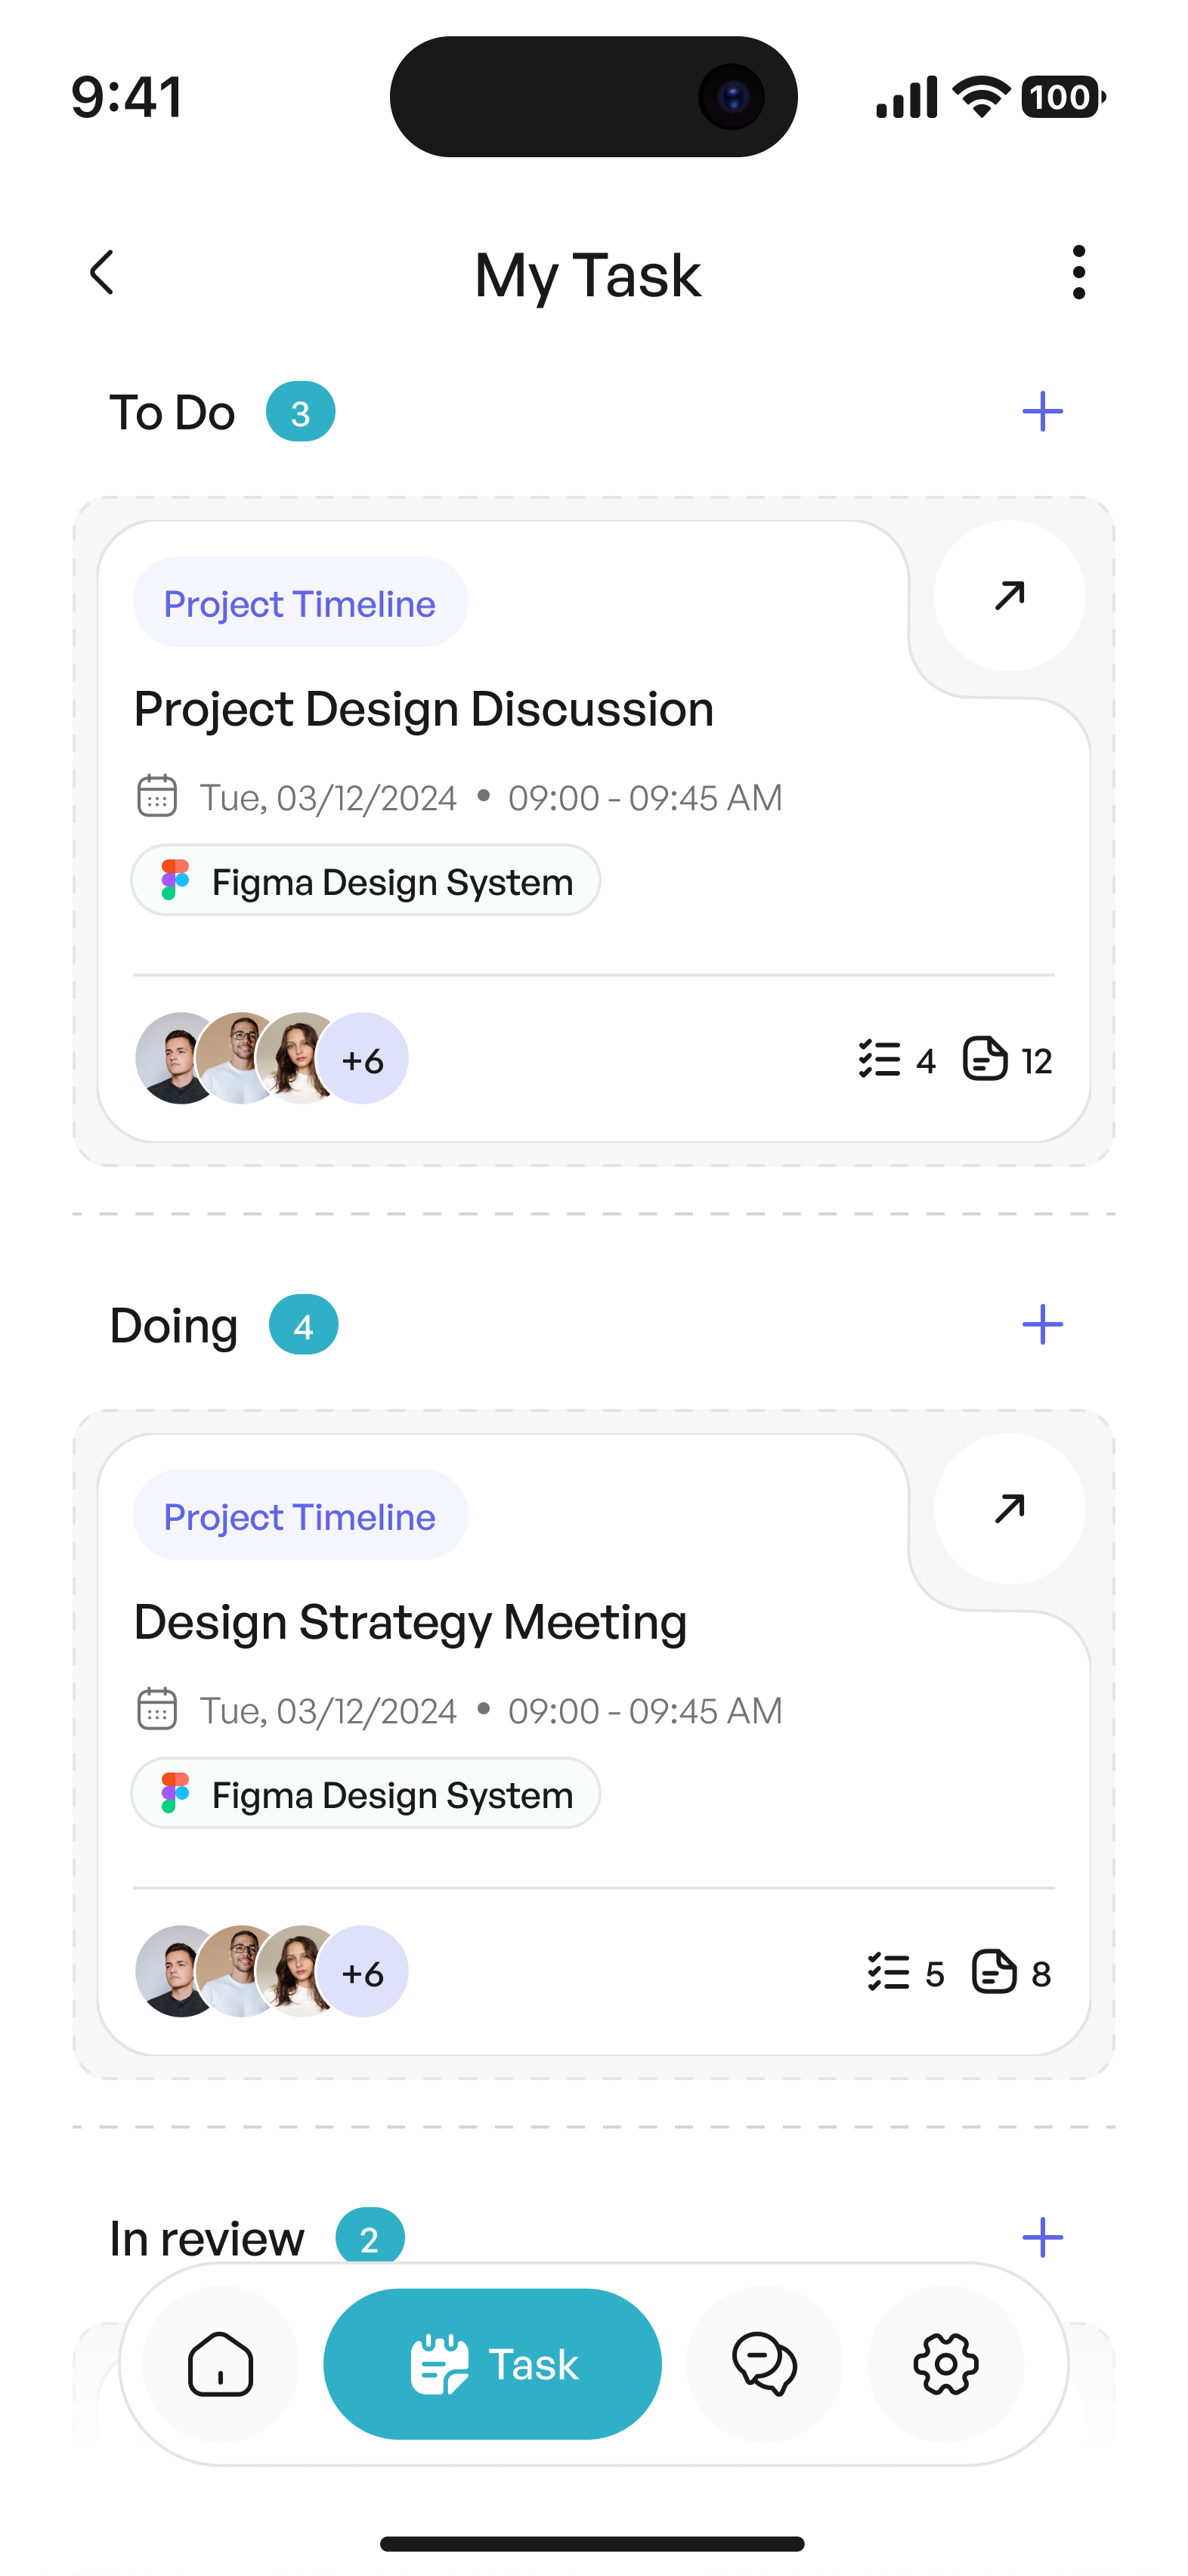 9:41
100
My Task
To Do 3
Project Timeline
Project Design Discussion
Tue, 03/12/2024 • 09:00 - 09:45 AM
Figma Design System
+6 4 12
Doing 4
Project Timeline
Design Strategy Meeting
Tue, 03/12/2024 • 09:00 - 09:45 AM
Figma Design System
+6 5 8
In review 2
Task